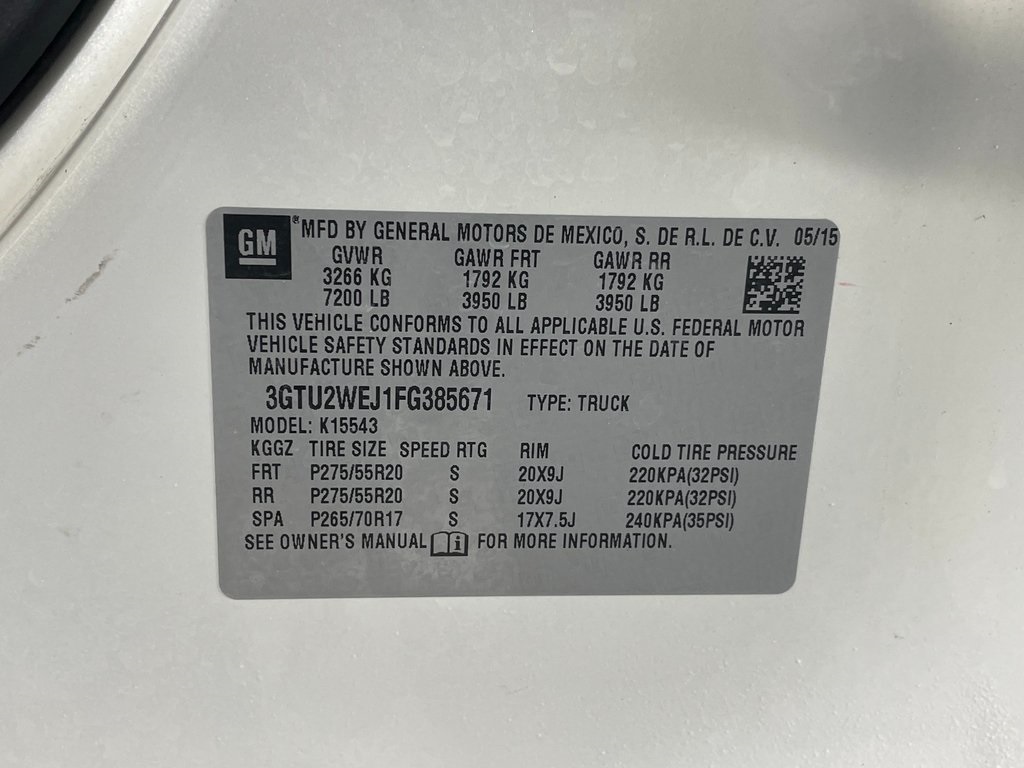 GM ® MFD BY GENERAL MOTORS DE MEXICO, S. DE R.L. DE C.V. 05/15
GVWR GAWR FRT GAWR RR
3266 KG 1792 KG 1792 KG
7200 LB 3950 LB 3950 LB
THIS VEHICLE CONFORMS TO ALL APPLICABLE U.S. FEDERAL MOTOR
VEHICLE SAFETY STANDARDS IN EFFECT ON THE DATE OF
MANUFACTURE SHOWN ABOVE.
3GTU2WEJ1FG385671 TYPE: TRUCK
MODEL: K15543
KGGZ TIRE SIZE SPEED RTG RIM COLD TIRE PRESSURE
FRT P275/55R20 S 20X9J 220KPA(32PSI)
RR P275/55R20 S 20X9J 220KPA(32PSI)
SPA P265/70R17 S 17X7.5J 240KPA(35PSI)
SEE OWNER'S MANUAL i FOR MORE INFORMATION.